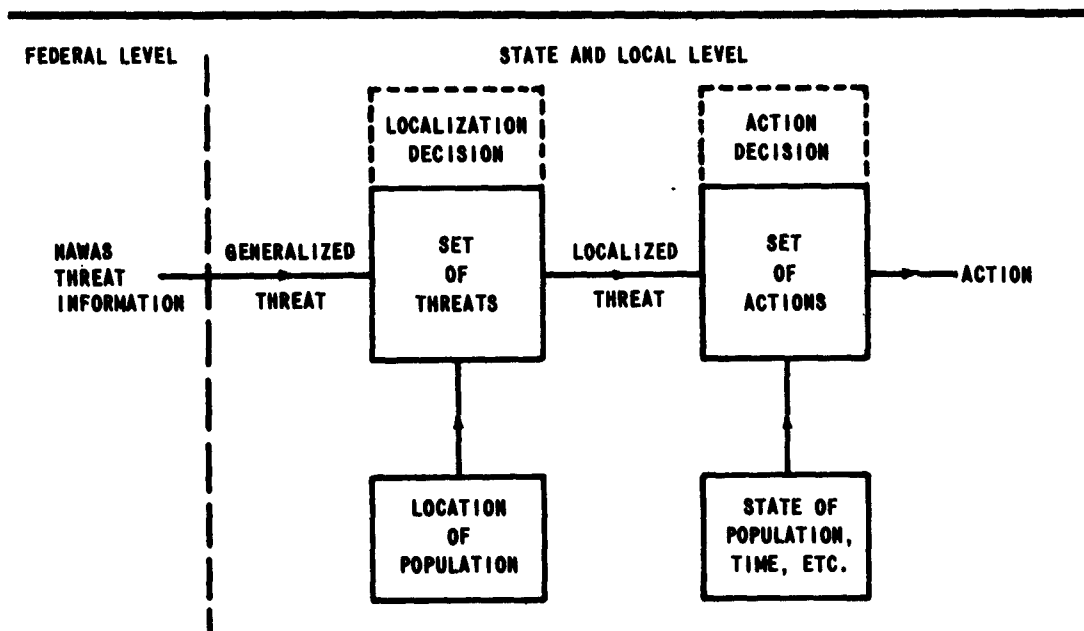 FEDERAL LEVEL
STATE AND LOCAL LEVEL
LOCALIZATION
DECISION
ACTION
DECISION
NAWAS
THREAT
INFORMATION
GENERALIZED
THREAT
SET
OF
THREATS
LOCALIZED
THREAT
SET
OF
ACTIONS
ACTION
LOCATION
OF
POPULATION
STATE OF
POPULATION,
TIME, ETC.